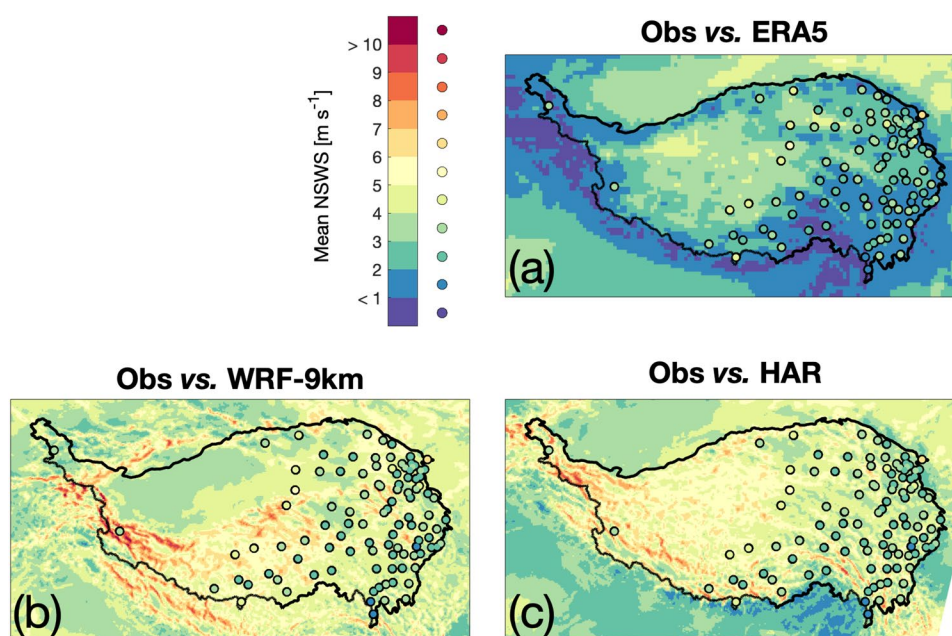 Mean NSWS [m s⁻¹]
> 10
9
8
7
6
5
4
3
2
< 1
Obs vs. ERA5
(a)
Obs vs. WRF-9km
(b)
Obs vs. HAR
(c)